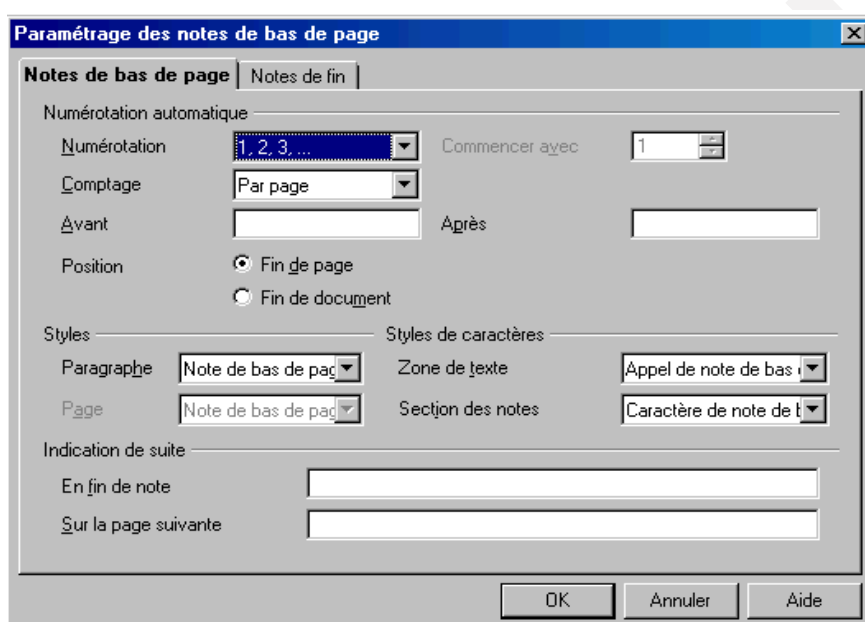 Paramétrage des notes de bas de page
Notes de bas de page Notes de fin
Numérotation automatique
Numérotation 1, 2, 3, ... Commencer avec 1
Comptage Par page
Avant Après
Position Fin de page
Fin de document
Styles Styles de caractères
Paragraphe Note de bas de pag Zone de texte Appel de note de bas
Page Note de bas de pag Section des notes Caractère de note de b
Indication de suite
En fin de note
Sur la page suivante
OK Annuler Aide